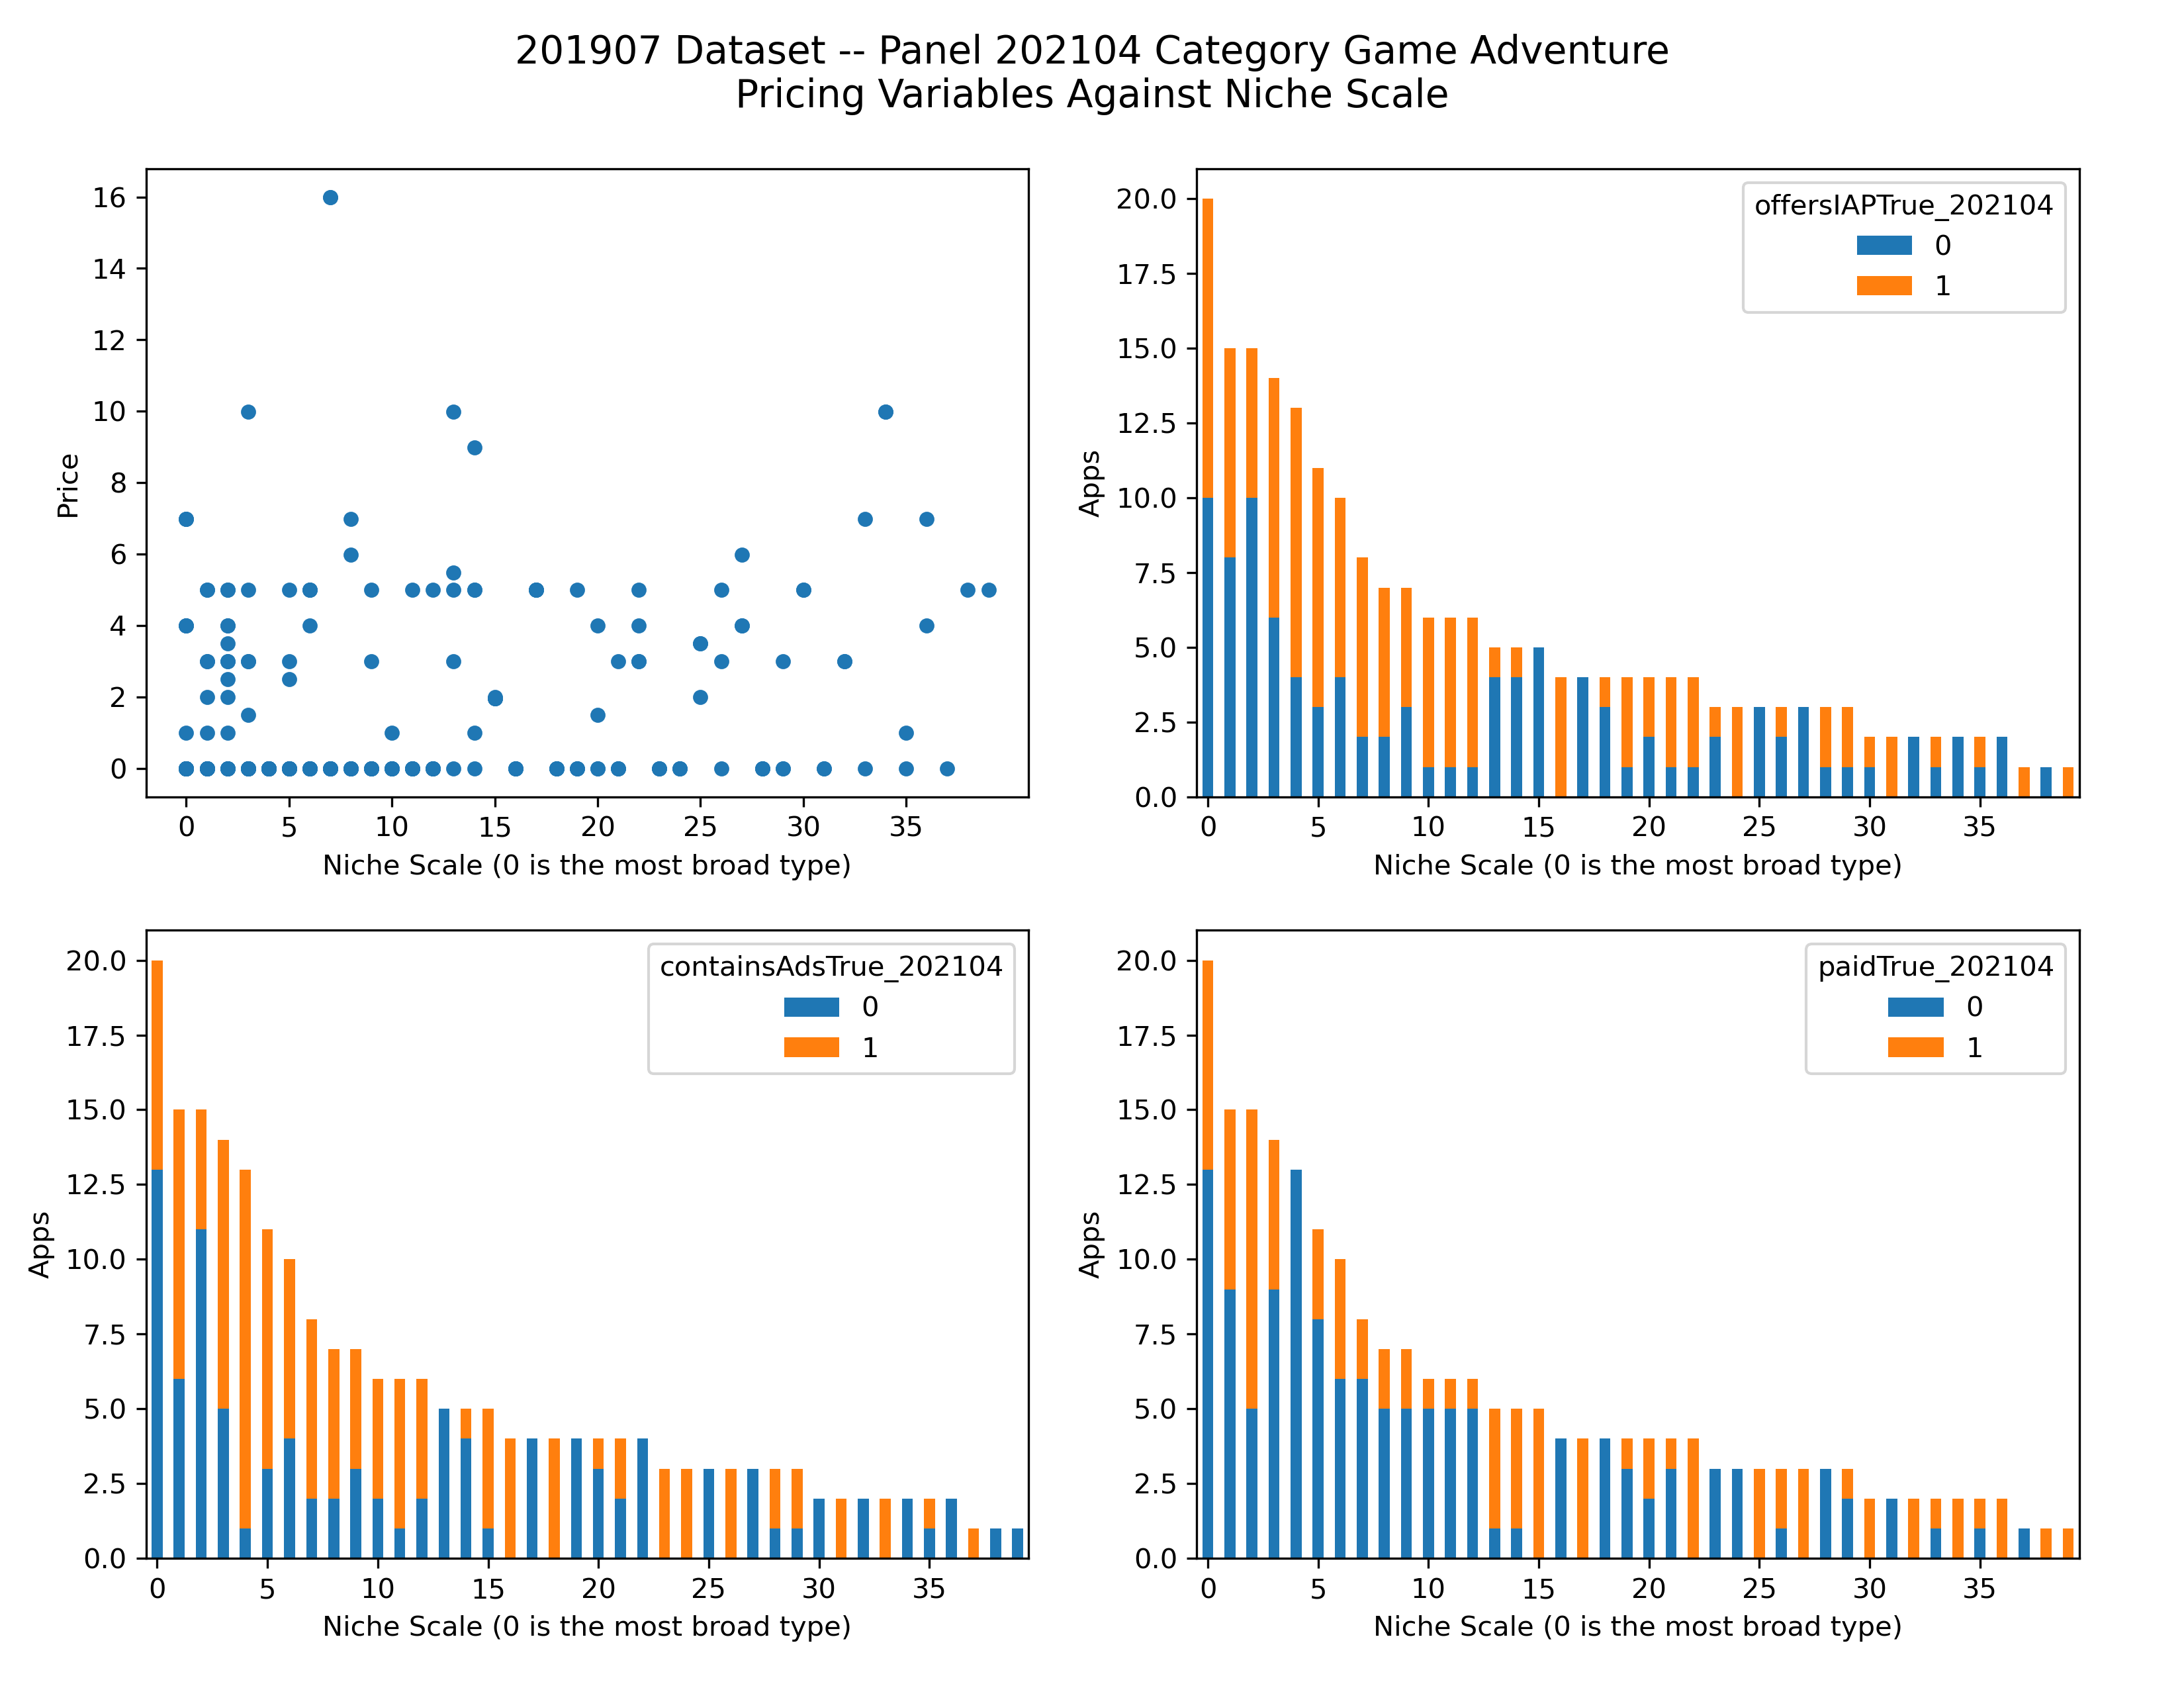 201907 Dataset -- Panel 202104 Category Game Adventure
Pricing Variables Against Niche Scale
16
14
12
10
8
6
4
2
0
Price
0 5 10 15 20 25 30 35
Niche Scale (0 is the most broad type)
20.0
17.5
15.0
12.5
10.0
7.5
5.0
2.5
0.0
Apps
offersIAPTrue_202104
0
1
0 5 10 15 20 25 30 35
Niche Scale (0 is the most broad type)
20.0
17.5
15.0
12.5
10.0
7.5
5.0
2.5
0.0
Apps
containsAdsTrue_202104
0
1
0 5 10 15 20 25 30 35
Niche Scale (0 is the most broad type)
20.0
17.5
15.0
12.5
10.0
7.5
5.0
2.5
0.0
Apps
paidTrue_202104
0
1
0 5 10 15 20 25 30 35
Niche Scale (0 is the most broad type)